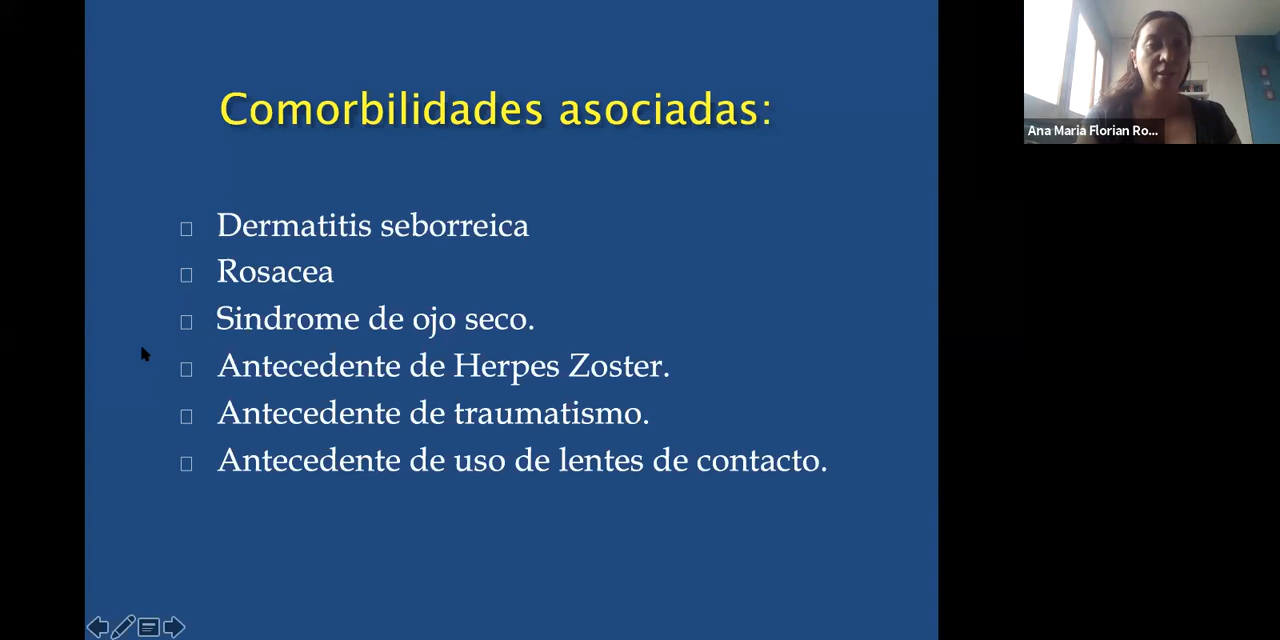 Comorbilidades asociadas:
Dermatitis seborreica
Rosacea
Sindrome de ojo seco.
Antecedente de Herpes Zoster.
Antecedente de traumatismo.
Antecedente de uso de lentes de contacto.
Ana Maria Florian Ro...